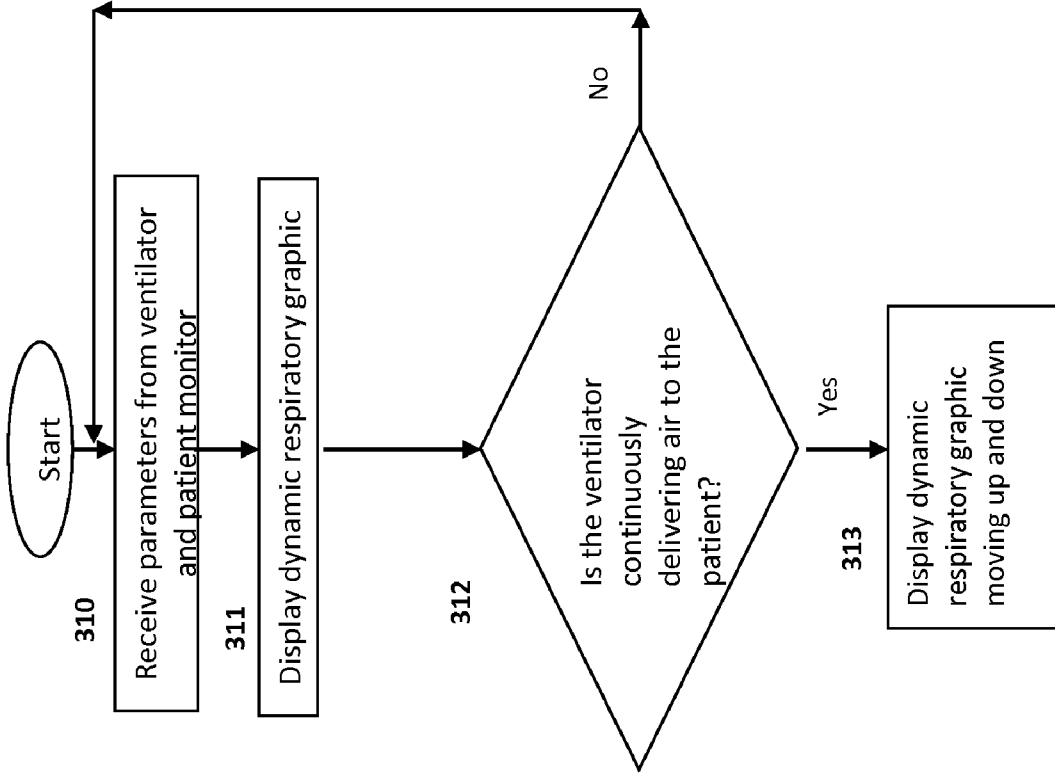 Start
310
Receive parameters from ventilator
and patient monitor
311
Display dynamic respiratory graphic
312
Is the ventilator
continuously
delivering air to the
patient?
No
Yes
313
Display dynamic
respiratory graphic
moving up and down